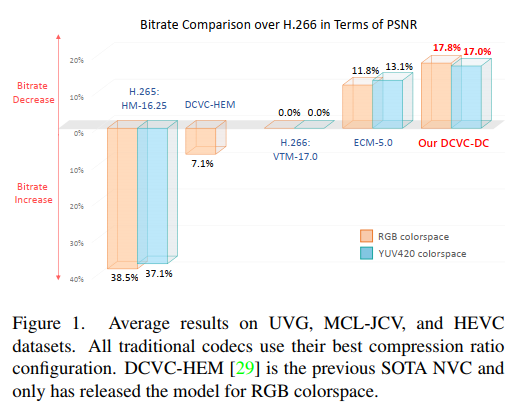 Bitrate Comparison over H.266 in Terms of PSNR
20%
10%
0%
10%
20%
30%
40%
Bitrate
Decrease
Bitrate
Increase
H.265:
HM-16.25
38.5%
37.1%
DCVC-HEM
7.1%
0.0%
0.0%
H.266:
VTM-17.0
11.8%
13.1%
ECM-5.0
17.8%
17.0%
Our DCVC-DC
RGB colorspace
YUV420 colorspace
Figure 1. Average results on UVG, MCL-JCV, and HEVC
datasets. All traditional codecs use their best compression ratio
configuration. DCVC-HEM [29] is the previous SOTA NVC and
only has released the model for RGB colorspace.